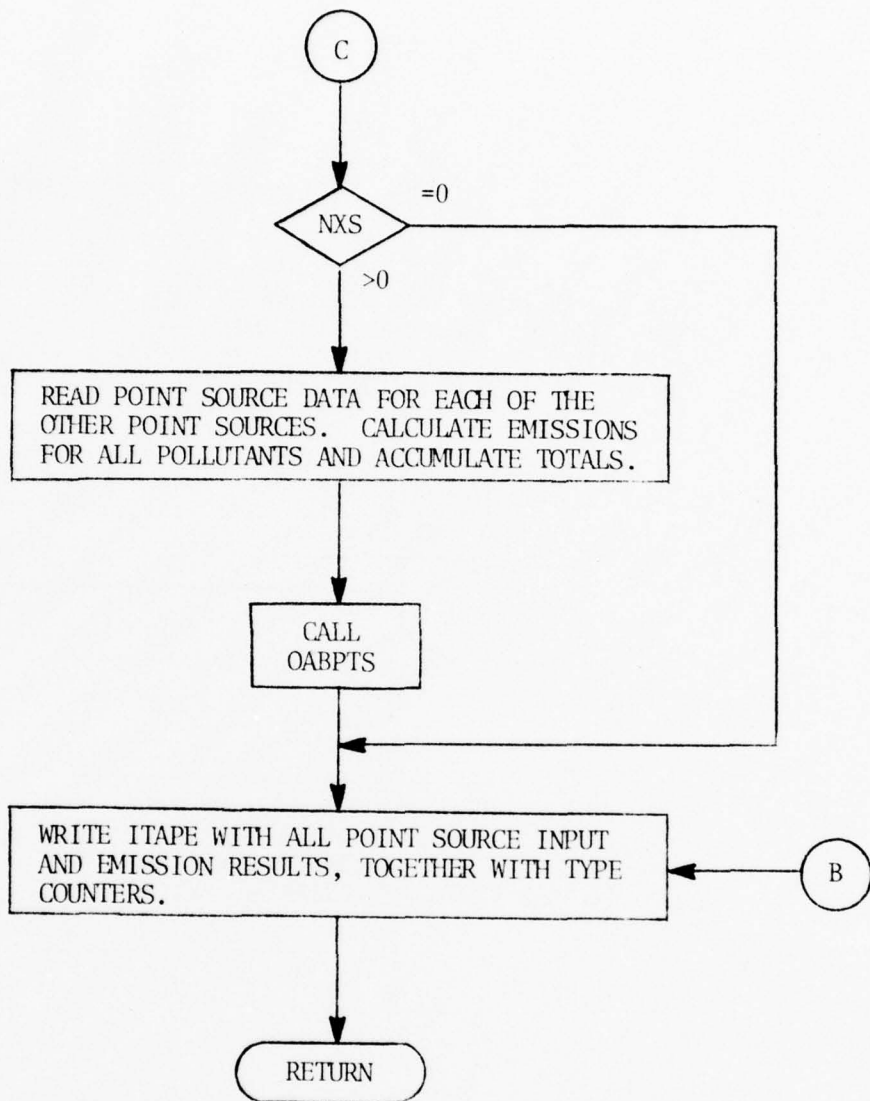 C
=0
NXS
>0
READ POINT SOURCE DATA FOR EACH OF THE
OTHER POINT SOURCES. CALCULATE EMISSIONS
FOR ALL POLLUTANTS AND ACCUMULATE TOTALS.
CALL
OABPTS
WRITE ITAPE WITH ALL POINT SOURCE INPUT
AND EMISSION RESULTS, TOGETHER WITH TYPE
COUNTERS.
B
RETURN